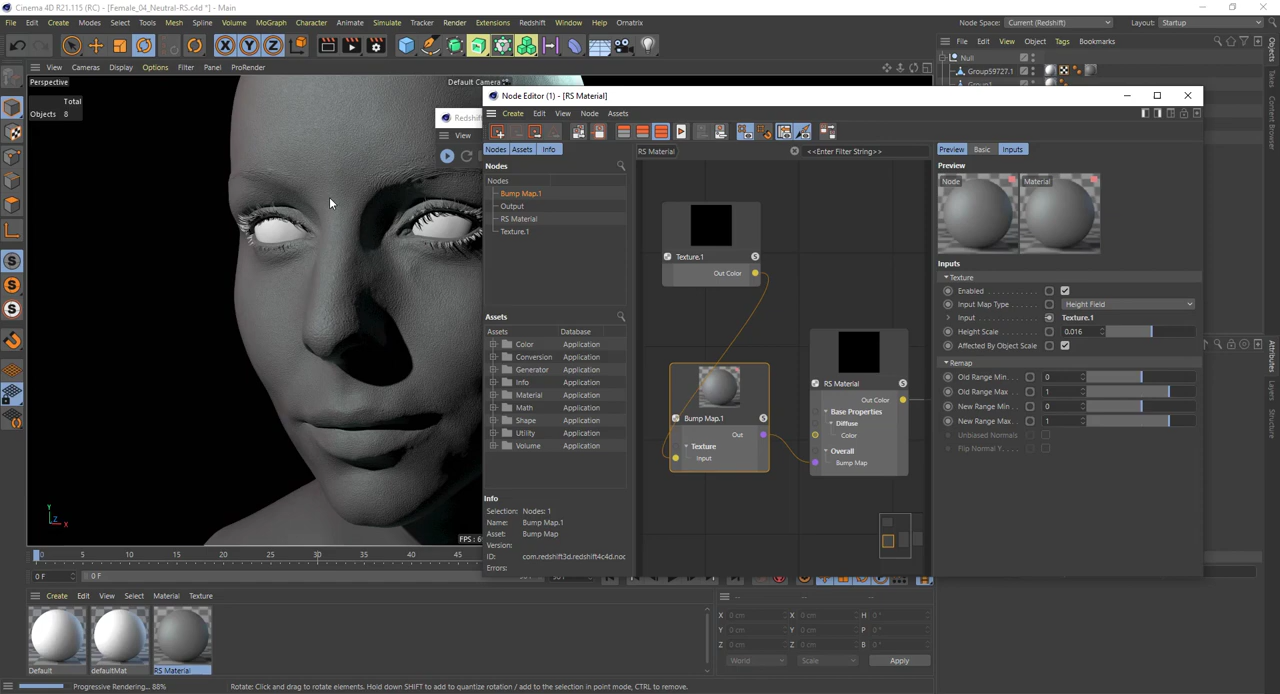 Cinema 4D R21.115 (RC) - [Female_04_Neutral-RS.c4d *] - Main
File Edit Create Modes Select Tools Mesh Spline Volume MoGraph Character Animate Simulate Tracker Render Extensions Redshift Window Help Ornatrix
Node Space: Current (Redshift) Layout: Startup
View Cameras Display Options Filter Panel ProRender
File Edit View Object Tags Bookmarks
Perspective
Default Camera
Null
Group59727.1
Total
Objects 8
Node Editor (1) - [RS Material]
Create Edit View Node Assets
View
Nodes Assets Info
RS Material
<<Enter Filter String>>
Preview Basic Inputs
Nodes
Nodes
Bump Map.1
Output
RS Material
Texture.1
Preview
Node
Material
Texture.1
Out Color
Bump Map.1
Out
Texture
Input
RS Material
Out Color
Base Properties
Diffuse
Color
Overall
Bump Map
Inputs
Texture
Enabled
Input Map Type Height Field
Input Texture.1
Height Scale 0.016
Affected By Object Scale
Remap
Old Range Min 0
Old Range Max 1
New Range Min 0
New Range Max 1
Unbiased Normals
Flip Normal Y
Assets
Assets Database
Color Application
Conversion Application
Generator Application
Info Application
Material Application
Math Application
Shape Application
Utility Application
Volume Application
Info
Selection: Nodes: 1
Name: Bump Map.1
Asset: Bump Map
Version:
ID: com.redshift3d.redshift4c4d.noc
Errors:
Objects
Takes
Content Browser
Structure
Attributes
Layers
Y
Z
X
0 5 10 15 20 25 30 35 40 45
0 F 0 F
Create Edit View Select Material Texture
Default
defaultMat
RS Material
X 0 cm X 0 cm H 0 °
Y 0 cm Y 0 cm P 0 °
Z 0 cm Z 0 cm B 0 °
World Scale Apply
Progressive Rendering... 88% Rotate: Click and drag to rotate elements. Hold down SHIFT to add to quantize rotation / add to the selection in point mode, CTRL to remove.